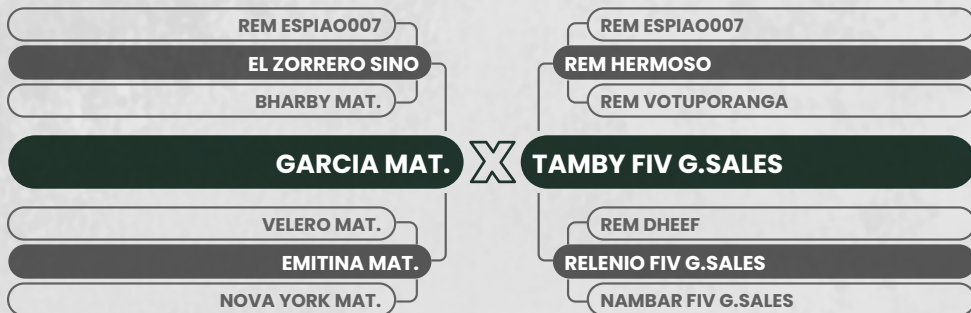 REM ESPIAO007 REM ESPIAO007
EL ZORRERO SINO REM HERMOSO
BHARBY MAT. REM VOTUPORANGA
GARCIA MAT. X TAMBY FIV G.SALES
VELERO MAT. REM DHEEF
EMITINA MAT. RELENIO FIV G.SALES
NOVA YORK MAT. NAMBAR FIV G.SALES